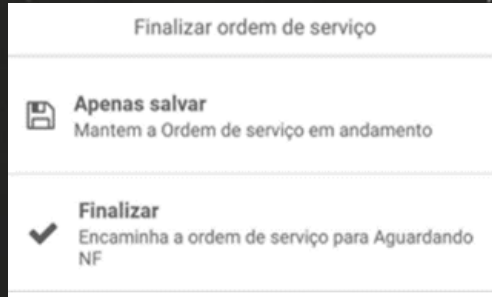 Finalizar ordem de serviço
Apenas salvar
Mantem a Ordem de serviço em andamento
Finalizar
Encaminha a ordem de serviço para Aguardando
NF